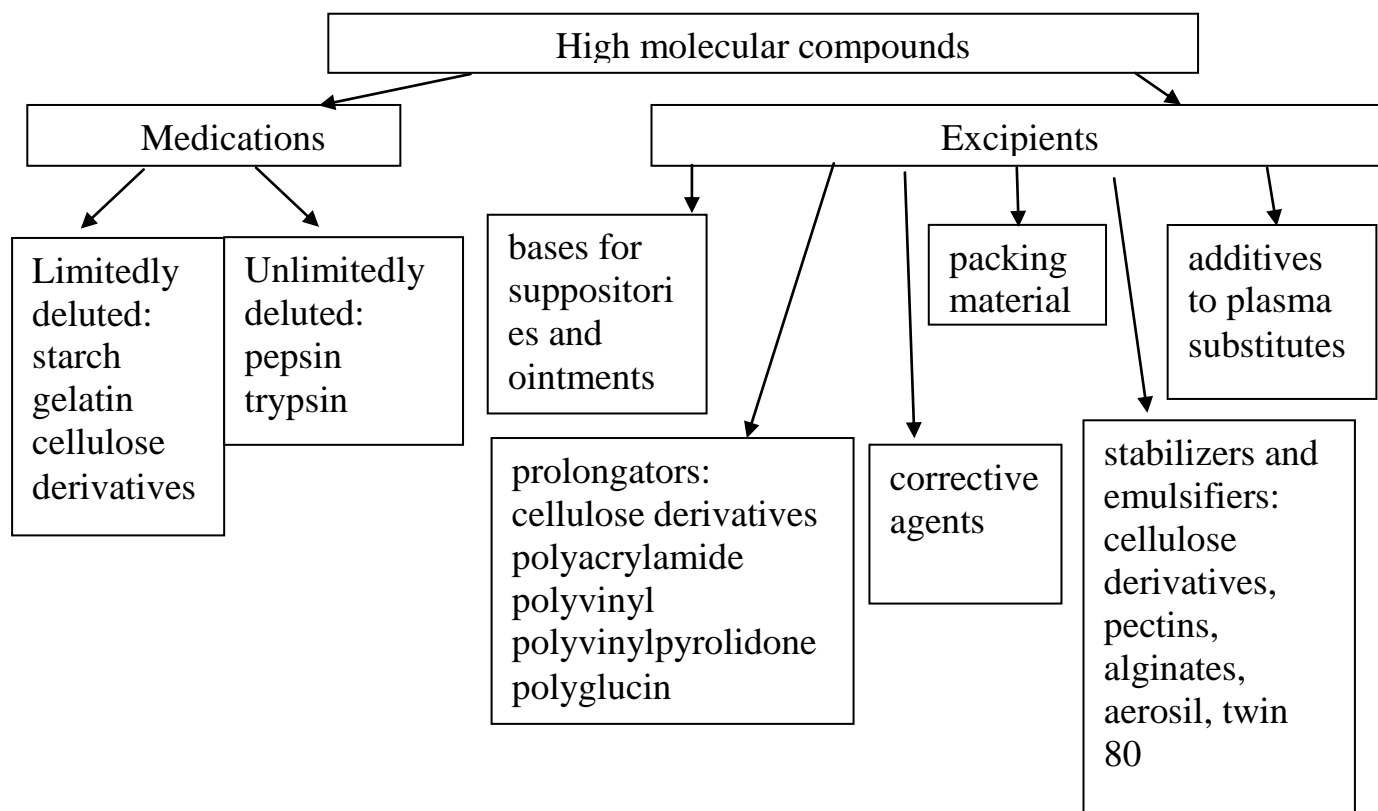 High molecular compounds
Medications
Excipients
Limitedly
deluted:
starch
gelatin
cellulose
derivatives
Unlimitedly
deluted:
pepsin
trypsin
bases for
suppositori
es and
ointments
packing
material
additives
to plasma
substitutes
prolongators:
cellulose derivatives
polyacrylamide
polyvinyl
polyvinylpyrolidone
polyglucin
corrective
agents
stabilizers and
emulsifiers:
cellulose
derivatives,
pectins,
alginates,
aerosil, twin
80